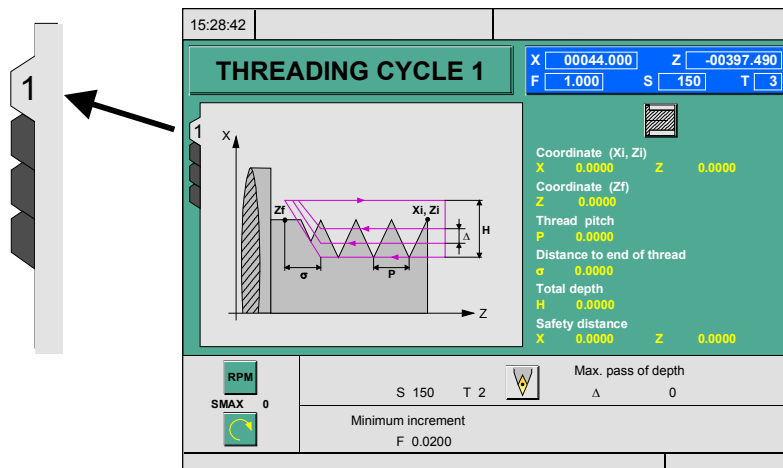 1
15:28:42
THREADING CYCLE 1
X 00044.000 Z -00397.490
F 1.000 S 150 T 3
1
X
Zf Xi, Zi
H
Δ
σ P
Z
Coordinate (Xi, Zi)
X 0.0000 Z 0.0000
Coordinate (Zf)
Z 0.0000
Thread pitch
P 0.0000
Distance to end of thread
σ 0.0000
Total depth
H 0.0000
Safety distance
X 0.0000 Z 0.0000
RPM
SMAX 0
S 150 T 2
Max. pass of depth
Δ 0
Minimum increment
F 0.0200